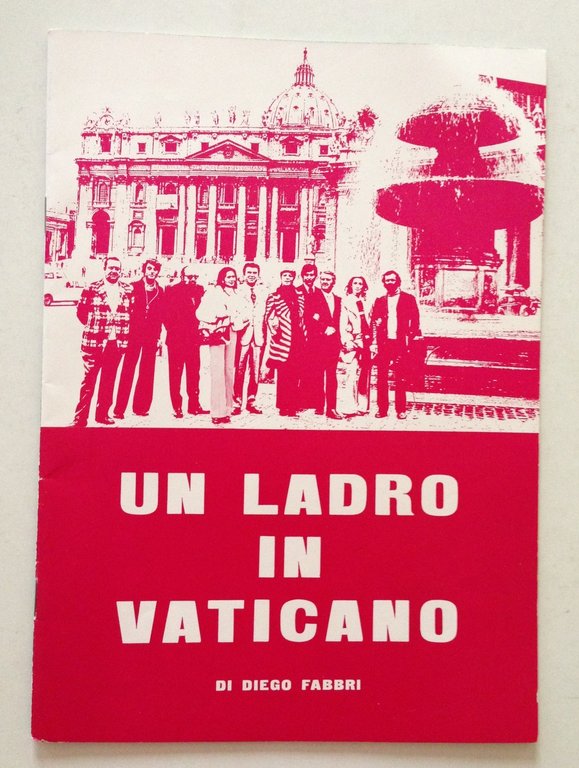 UN LADRO
IN
VATICANO
DI DIEGO FABBRI